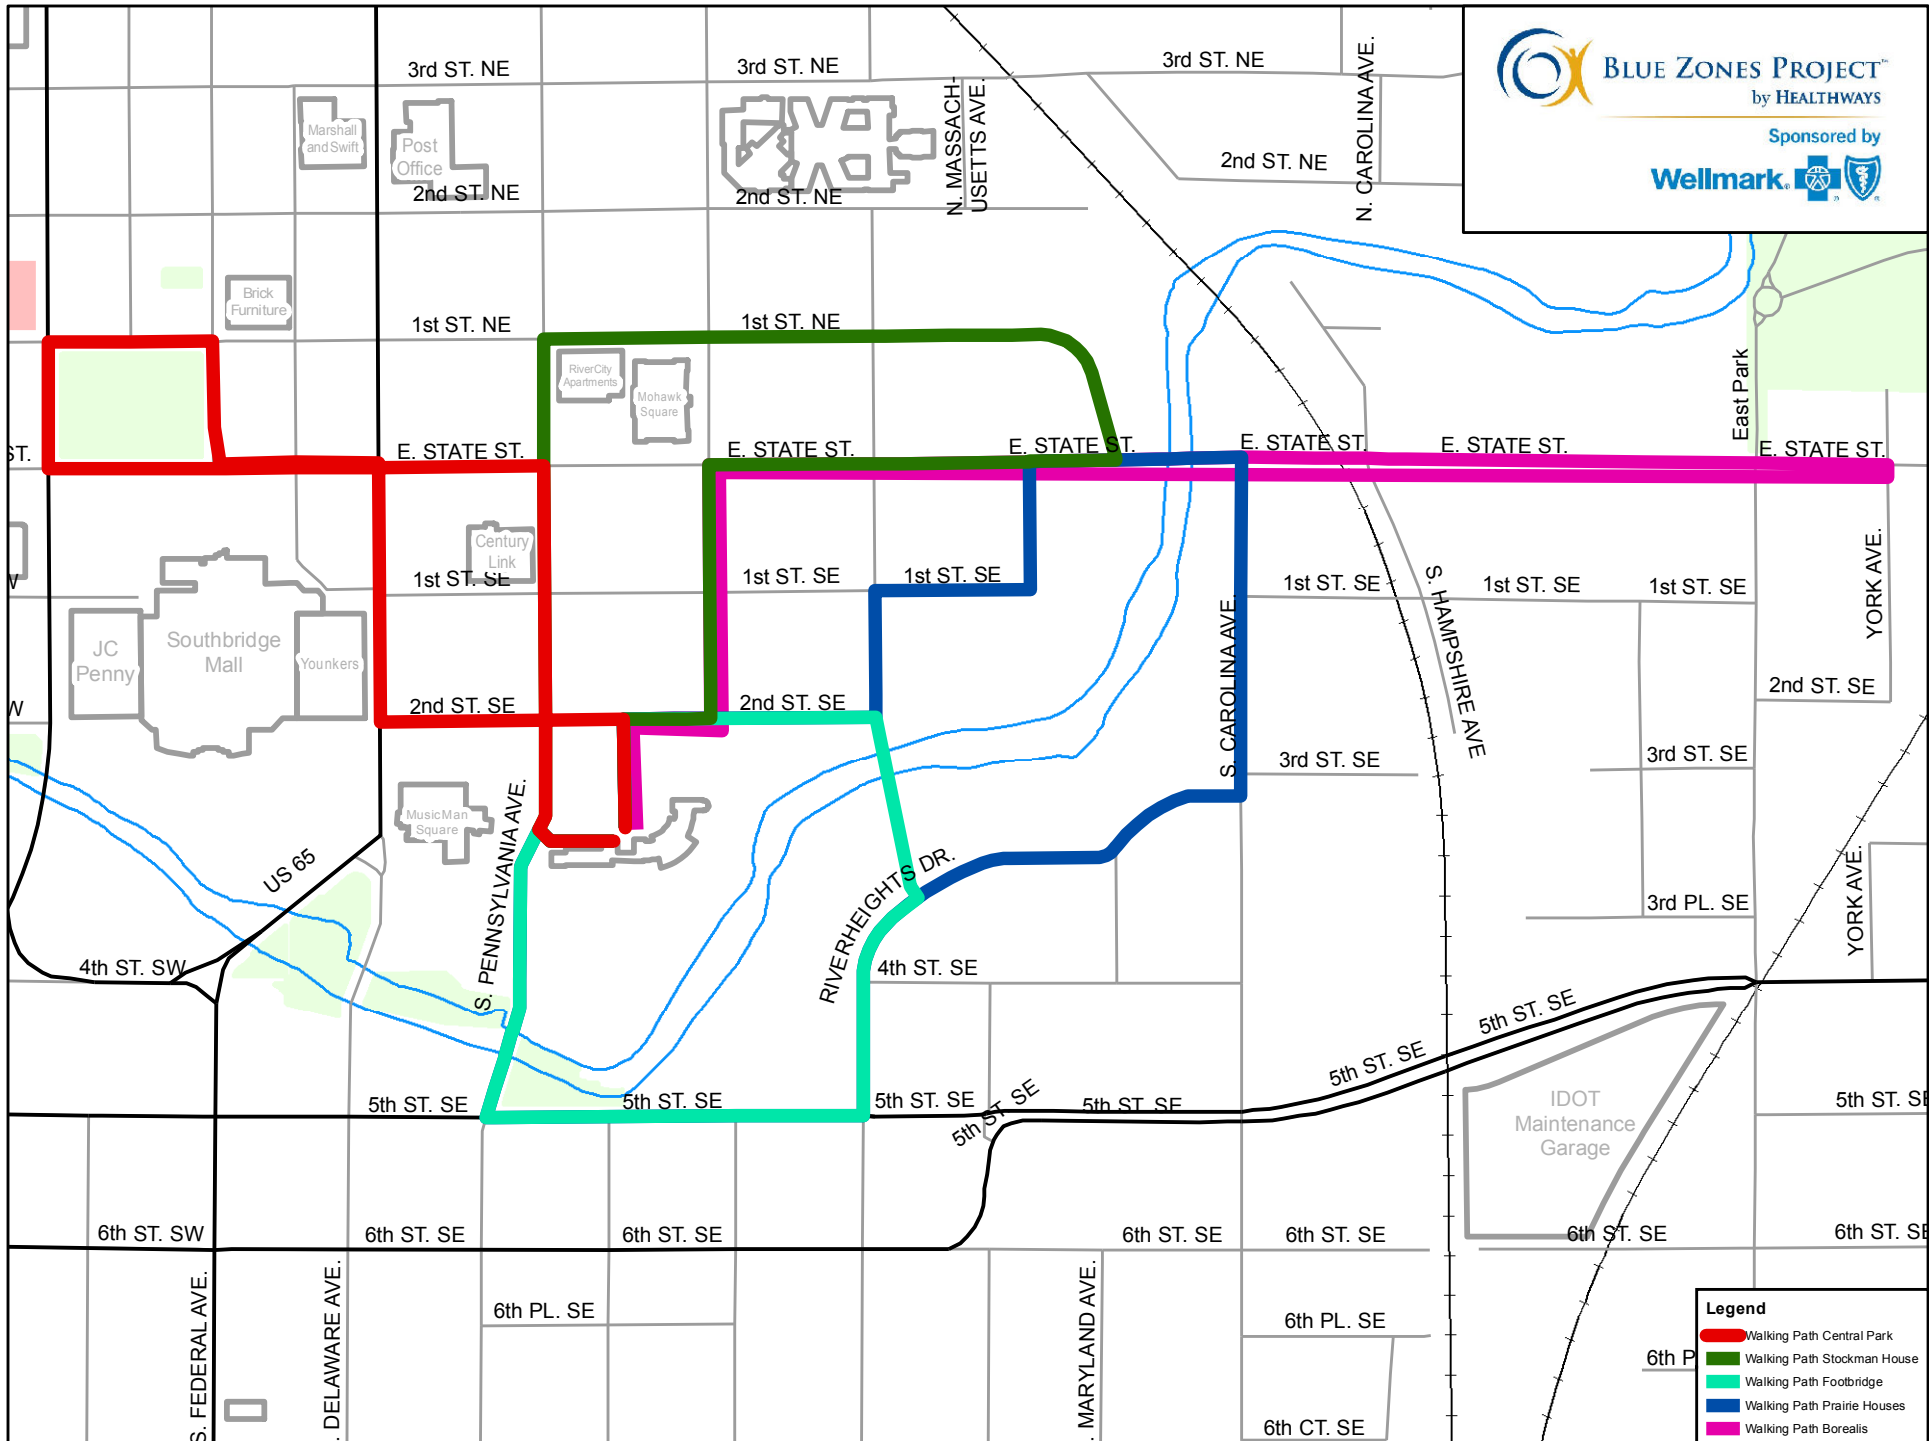 3rd ST. NE
3rd ST. NE
3rd ST. NE
N. MASSACH-
USETTS AVE.
N. CAROLINA AVE.
BLUE ZONES PROJECT™
by HEALTHWAYS
Sponsored by
Wellmark.
Marshall
and Swift
Post
Office
2nd ST. NE
2nd ST. NE
2nd ST. NE
Brick
Furniture
1st ST. NE
1st ST. NE
RiverCity
Apartments
Mohawk
Square
East Park
ST.
E. STATE ST.
E. STATE ST.
E. STATE ST.
E. STATE ST.
E. STATE ST.
E. STATE ST.
Century
Link
W
1st ST. SE
1st ST. SE
1st ST. SE
1st ST. SE
1st ST. SE
1st ST. SE
S. CAROLINA AVE.
S. HAMPSHIRE AVE
YORK AVE.
JC
Penny
Southbridge
Mall
Younkers
W
2nd ST. SE
2nd ST. SE
2nd ST. SE
3rd ST. SE
3rd ST. SE
MusicMan
Square
S. PENNSYLVANIA AVE.
US 65
RIVERHEIGHTS DR.
3rd PL. SE
YORK AVE.
4th ST. SW
4th ST. SE
5th ST. SE
5th ST. SE
5th ST. SE
5th ST. SE
5th ST. SE
5th ST. SE
5th ST. SE
5th ST. SE
IDOT
Maintenance
Garage
6th ST. SW
6th ST. SE
6th ST. SE
6th ST. SE
6th ST. SE
6th ST. SE
6th ST. SE
S. FEDERAL AVE.
. DELAWARE AVE.
. MARYLAND AVE.
6th PL. SE
6th PL. SE
6th P
6th CT. SE
Legend
Walking Path Central Park
Walking Path Stockman House
Walking Path Footbridge
Walking Path Prairie Houses
Walking Path Borealis